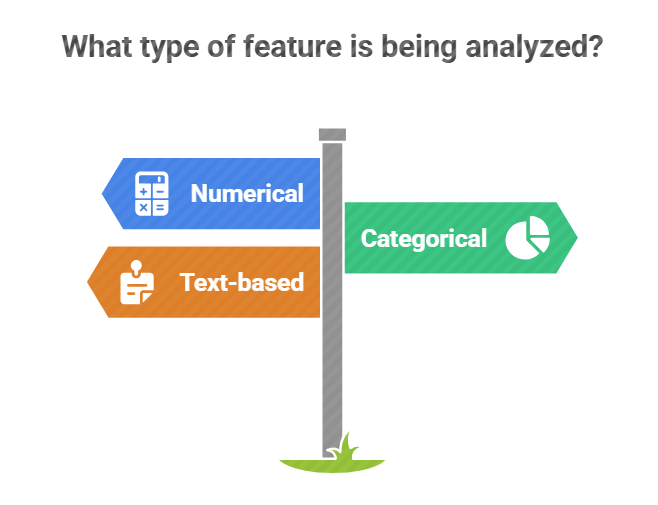 What type of feature is being analyzed?
Numerical
Categorical
Text-based